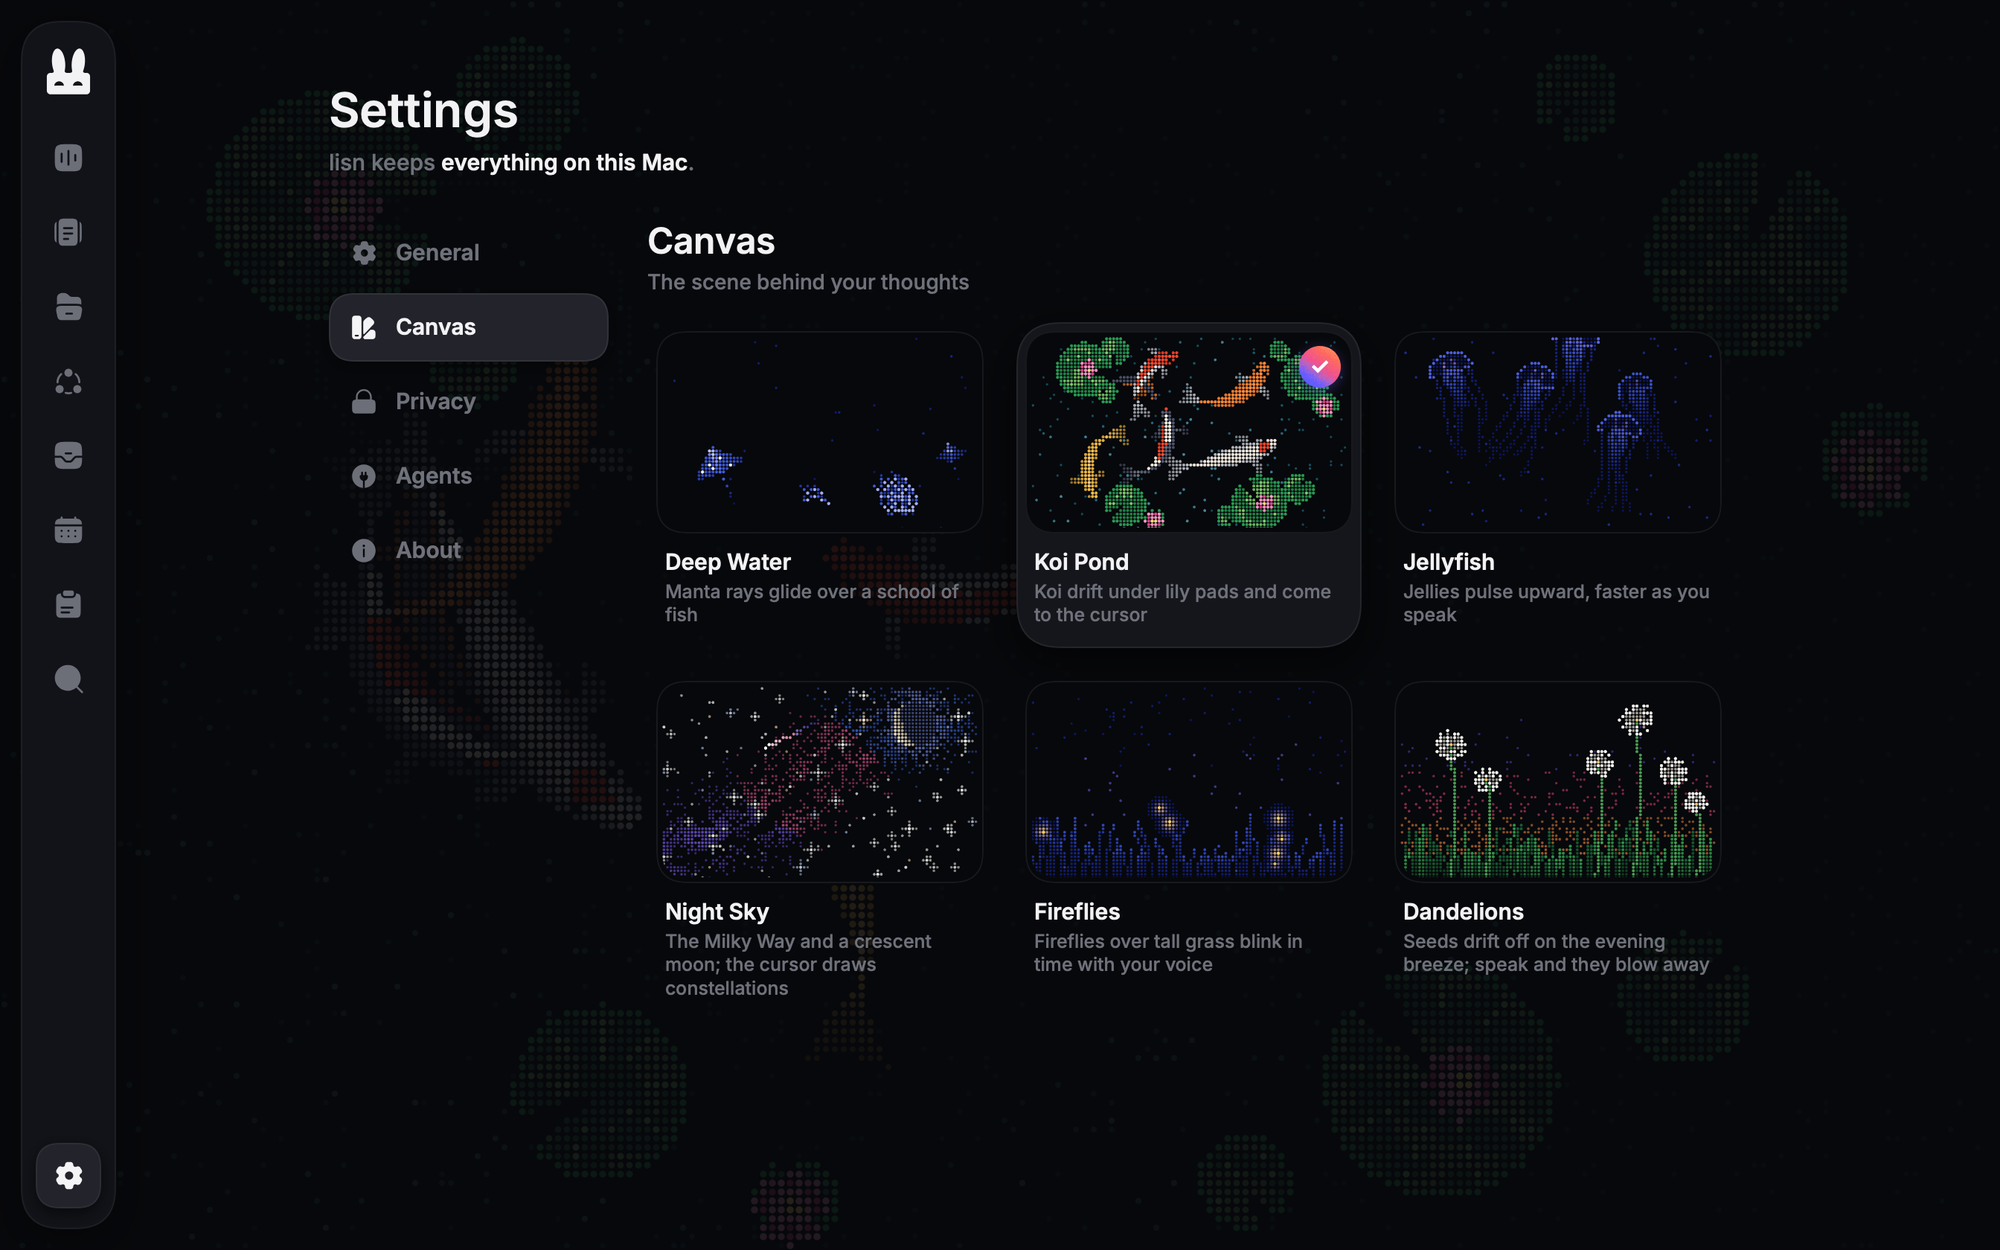 Settings
lisn keeps everything on this Mac.
General
Canvas
Privacy
Agents
About
Canvas
The scene behind your thoughts
Deep Water
Manta rays glide over a school of
fish
Koi Pond
Koi drift under lily pads and come
to the cursor
Jellyfish
Jellies pulse upward, faster as you
speak
Night Sky
The Milky Way and a crescent
moon; the cursor draws
constellations
Fireflies
Fireflies over tall grass blink in
time with your voice
Dandelions
Seeds drift off on the evening
breeze; speak and they blow away